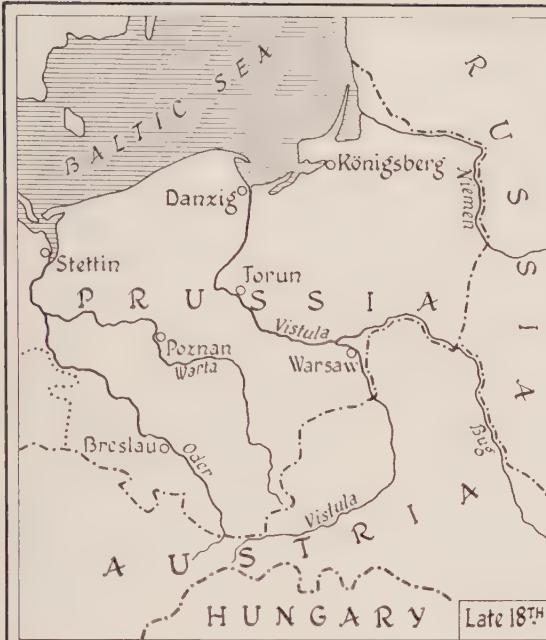 BALTIC SEA
RUSSIA
Königsberg
Danzig
Niemen
Stettin
Torun
PRUSSIA
Vistula
Poznan
Warta
Warsaw
Breslau
Oder
Bug
Vistula
AUSTRIA
HUNGARY
Late 18TH